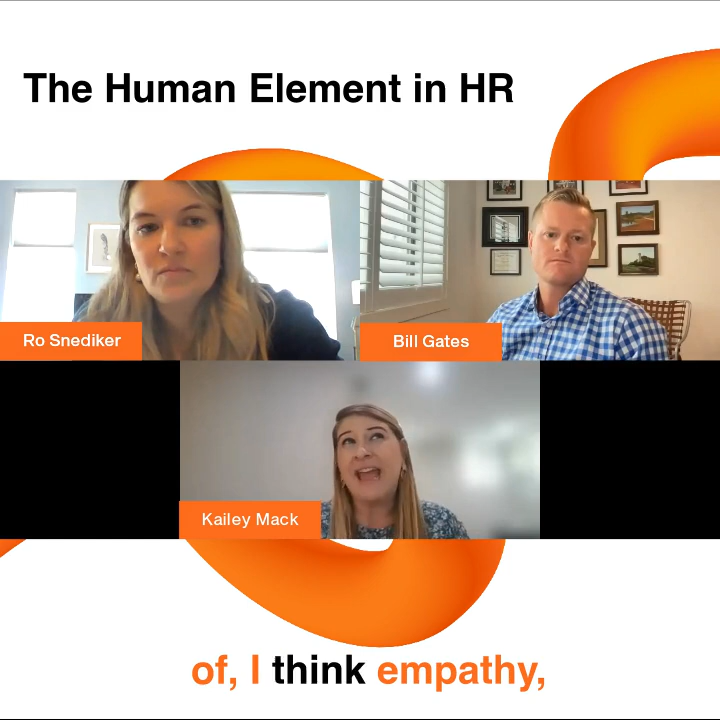 The Human Element in HR
Ro Snediker
Bill Gates
Kailey Mack
of, I think empathy,